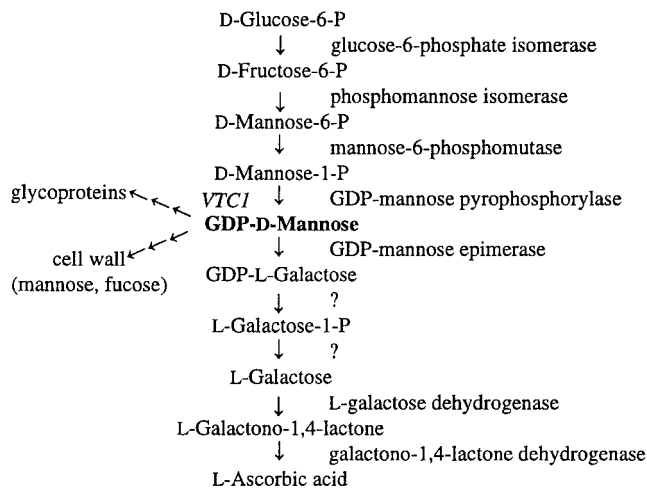 D-Glucose-6-P
glucose-6-phosphate isomerase
D-Fructose-6-P
phosphomannose isomerase
D-Mannose-6-P
mannose-6-phosphomutase
D-Mannose-1-P
glycoproteins
VTC1
GDP-mannose pyrophosphorylase
GDP-D-Mannose
cell wall
(mannose, fucose)
GDP-mannose epimerase
GDP-L-Galactose
?
L-Galactose-1-P
?
L-Galactose
L-galactose dehydrogenase
L-Galactono-1,4-lactone
galactono-1,4-lactone dehydrogenase
L-Ascorbic acid